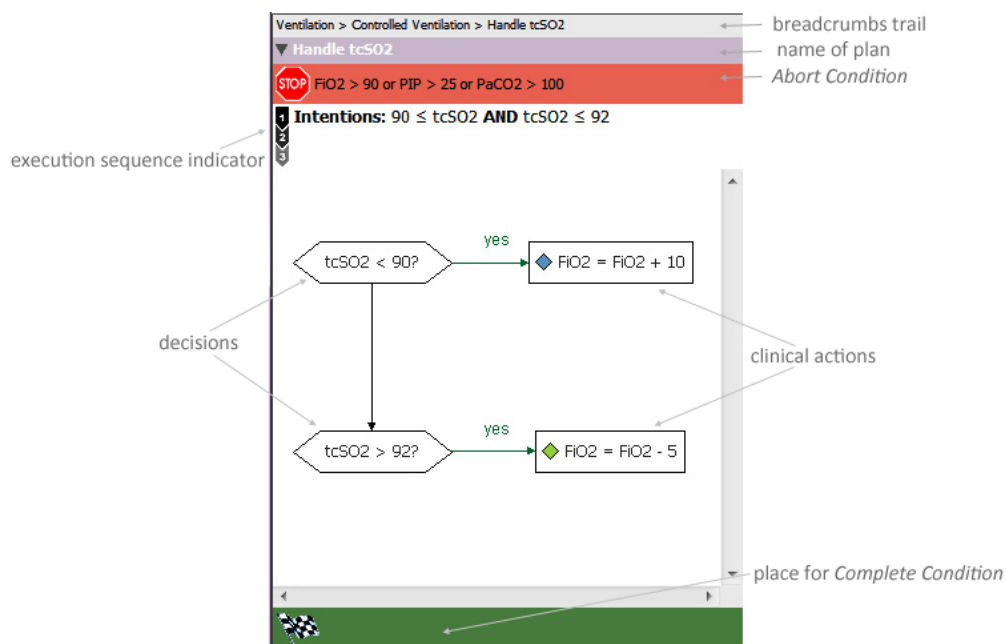 Ventilation > Controlled Ventilation > Handle tcSO2
breadcrumbs trail
Handle tcSO2
name of plan
STOP FiO2 > 90 or PIP > 25 or PaCO2 > 100
Abort Condition
1 Intentions: 90 ≤ tcSO2 AND tcSO2 ≤ 92
2
3
execution sequence indicator
yes
tcSO2 < 90?
FiO2 = FiO2 + 10
decisions
clinical actions
yes
tcSO2 > 92?
FiO2 = FiO2 - 5
place for Complete Condition